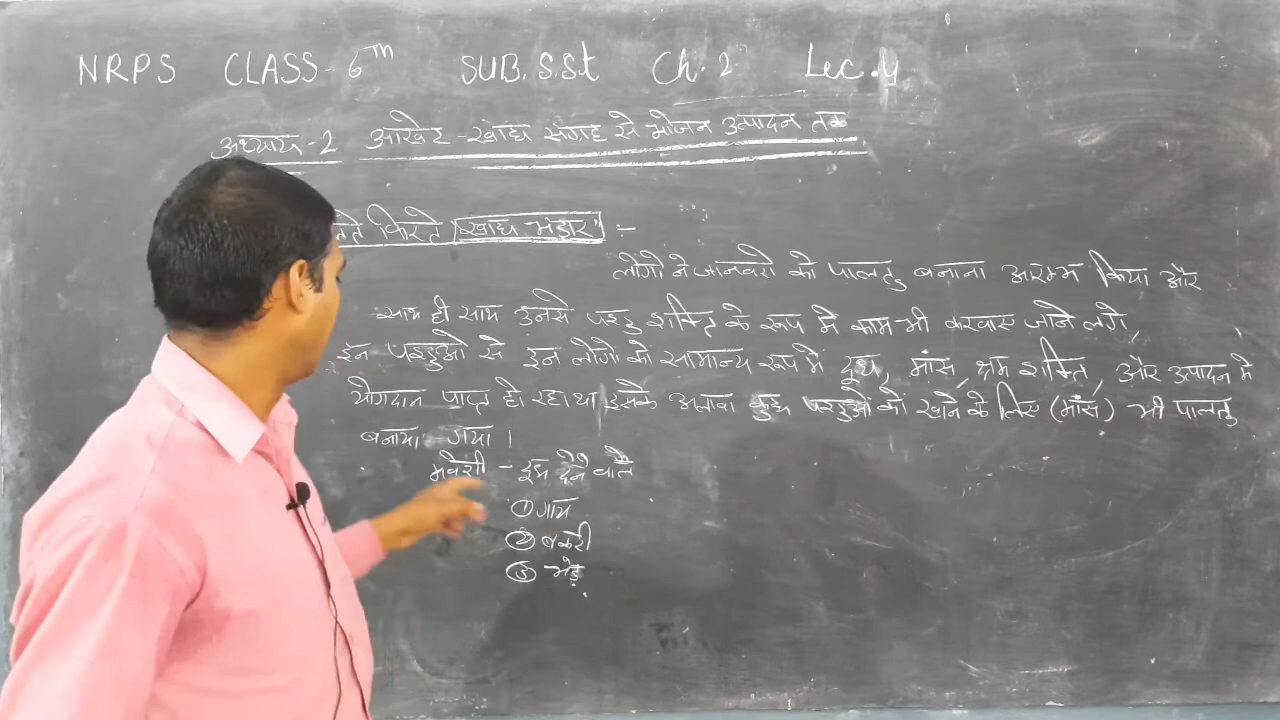 NRPS CLASS-6TH SUB. S.St Ch. 2 Lec. 4
अध्याय-2 आखेट-खाद्य संग्रह से भोजन उत्पादन तक
फिरते "खाद्य भंडार" :-
लोगो ने जानवरो को पालतु बनाना आरम्भ किया और
साथ ही साथ उनसे पशु शक्ति के रूप मे काम भी करवाए जाने लगे,
इन पशुओ से इन लोगो को सामान्य रूप मे दूध, मांस, श्रम शक्ति, और उत्पादन मे
योगदान प्राप्त हो रहा था इसके अलावा कुछ पशुओं को खाने के लिए (मांस) भी पालतु
बनाया गया।
मवेशी - दूध देने वाले
① गाय
② बकरी
③ भेड़